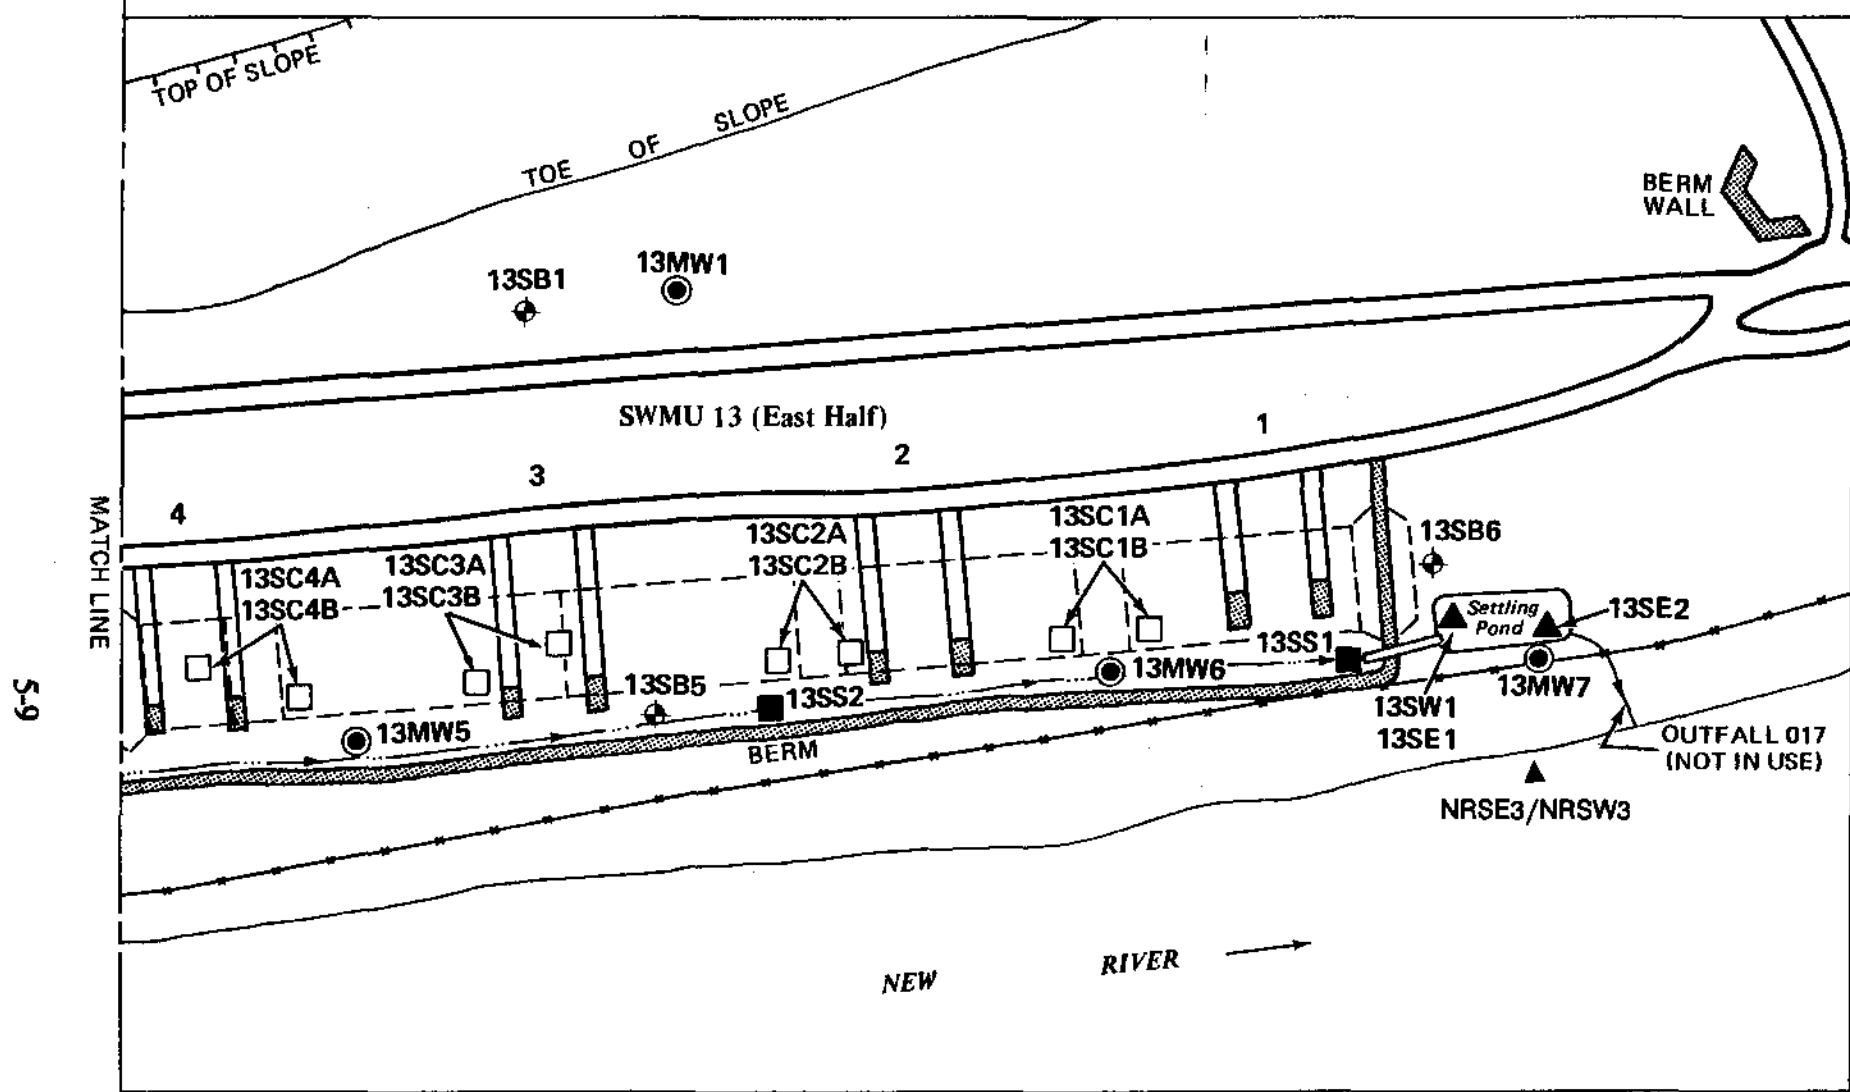 TOP OF SLOPE
TOE OF SLOPE
BERM
WALL
13SB1
13MW1
SWMU 13 (East Half)
1
2
3
4
MATCH LINE
13SC4A
13SC4B
13SC3A
13SC3B
13SC2A
13SC2B
13SC1A
13SC1B
13SB6
Settling
Pond
13SE2
13SS1
13MW6
13MW7
13SB5
13SS2
13SW1
13SE1
13MW5
BERM
OUTFALL 017
(NOT IN USE)
NRSE3/NRSW3
NEW RIVER
5-9